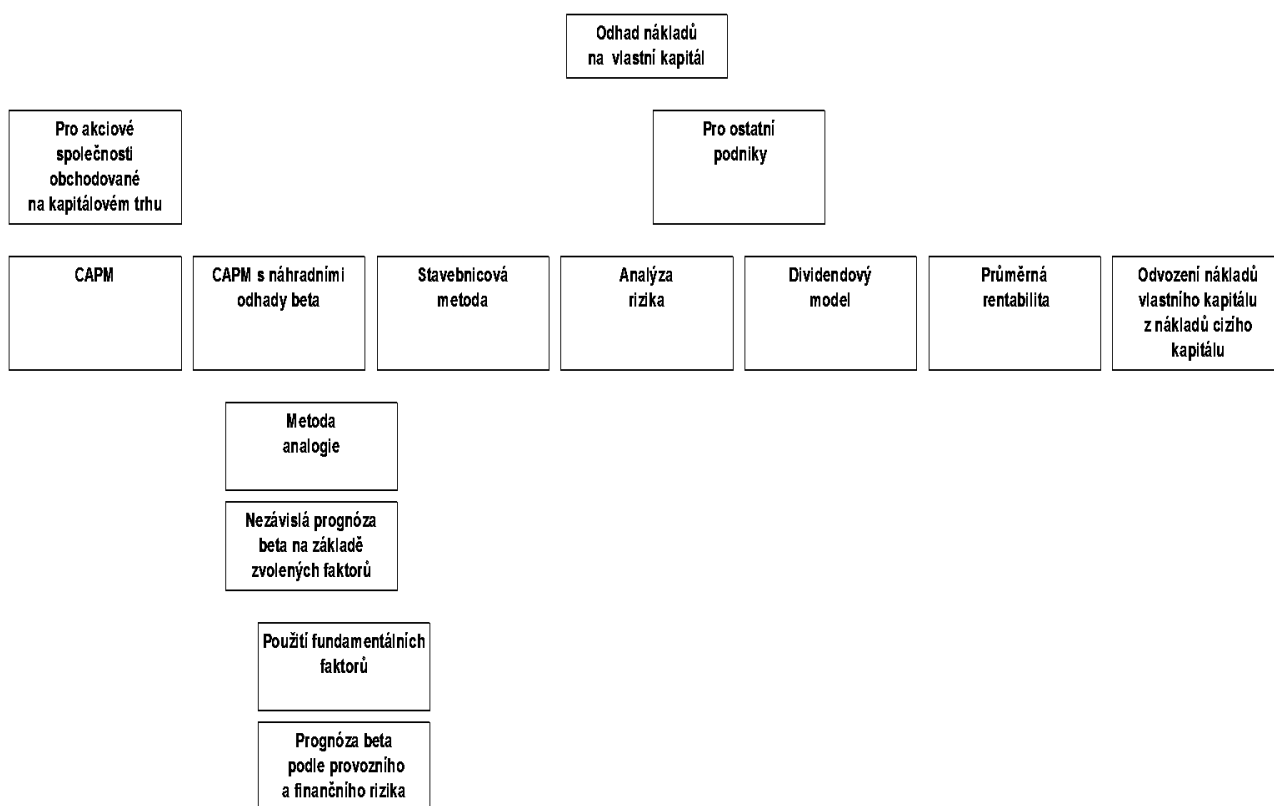 Odhad nákladů
na vlastní kapitál
Pro akciové
společnosti
obchodované
na kapitálovém trhu
Pro ostatní
podniky
CAPM
CAPM s náhradními
odhady beta
Stavebnicová
metoda
Analýza
rizika
Dividendový
model
Průměrná
rentabilita
Odvození nákladů
vlastního kapitálu
z nákladů cizího
kapitálu
Metoda
analogie
Nezávislá prognóza
beta na základě
zvolených faktorů
Použití fundamentálních
faktorů
Prognóza beta
podle provozního
a finančního rizika